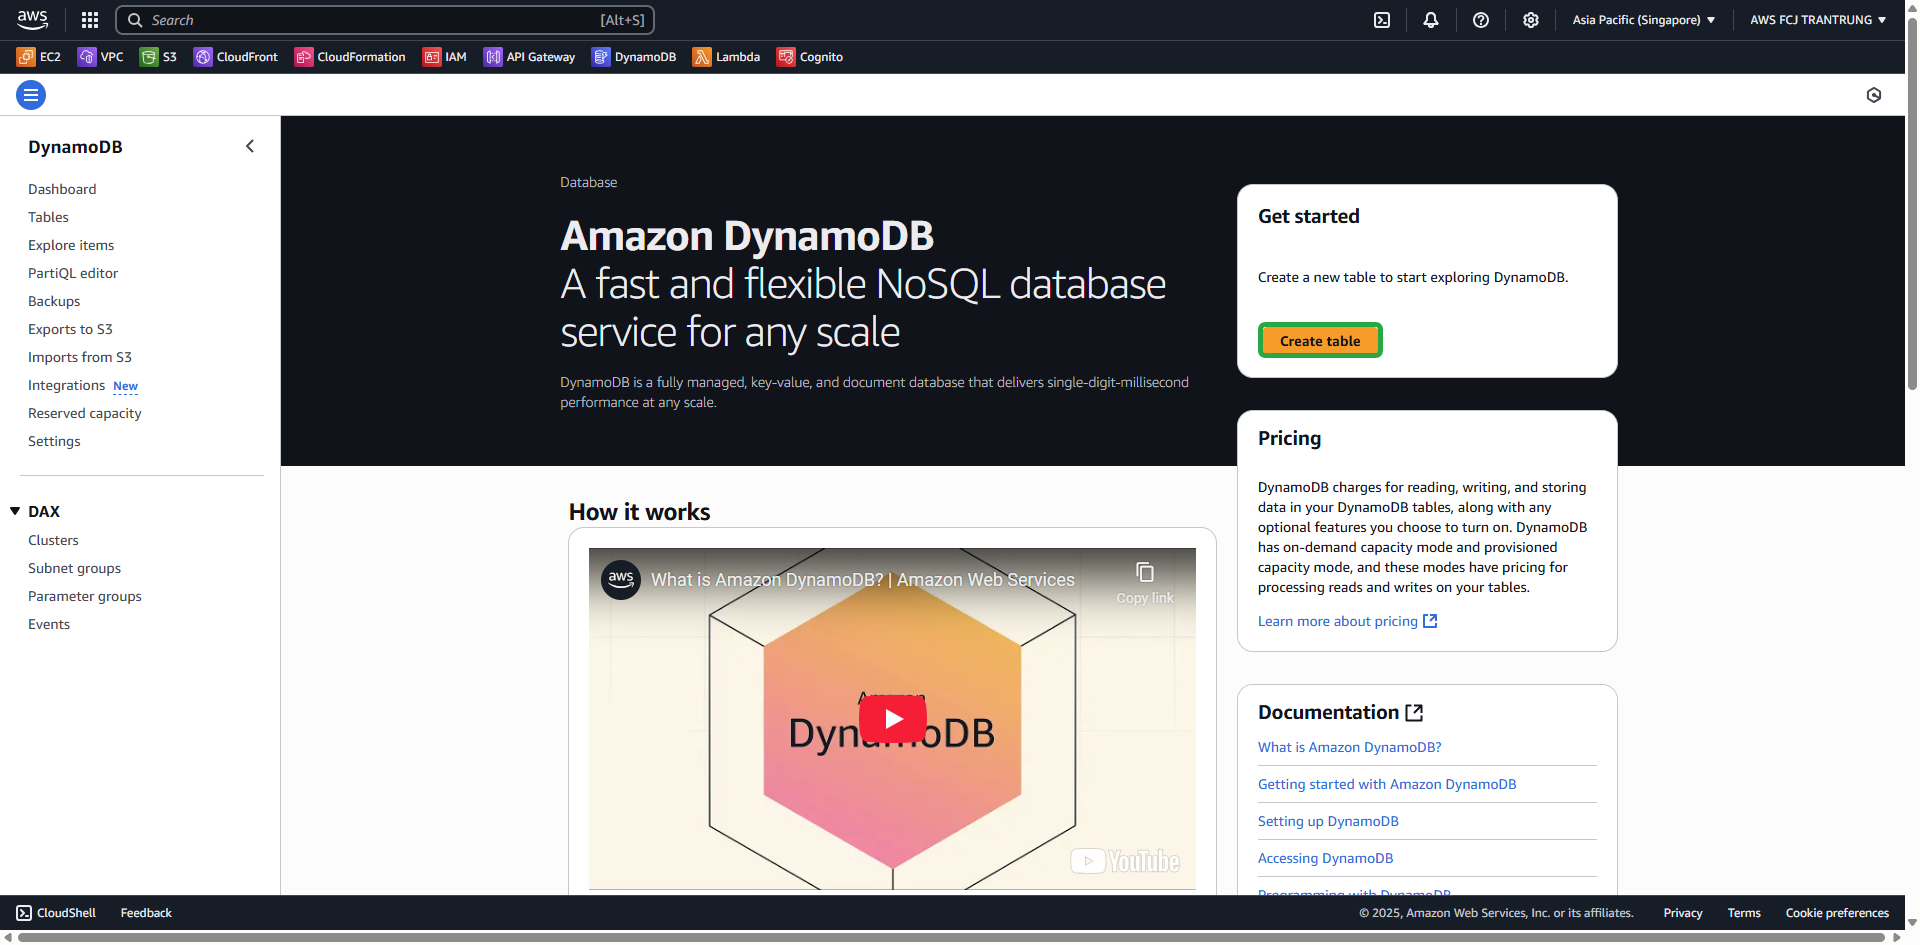 aws
Search [Alt+S]
Asia Pacific (Singapore)
AWS FCJ TRANTRUNG
EC2
VPC
S3
CloudFront
CloudFormation
IAM
API Gateway
DynamoDB
Lambda
Cognito
DynamoDB
Dashboard
Tables
Explore items
PartiQL editor
Backups
Exports to S3
Imports from S3
Integrations New
Reserved capacity
Settings
DAX
Clusters
Subnet groups
Parameter groups
Events
Database
Amazon DynamoDB
A fast and flexible NoSQL database
service for any scale
DynamoDB is a fully managed, key-value, and document database that delivers single-digit-millisecond
performance at any scale.
Get started
Create a new table to start exploring DynamoDB.
Create table
Pricing
DynamoDB charges for reading, writing, and storing
data in your DynamoDB tables, along with any
optional features you choose to turn on. DynamoDB
has on-demand capacity mode and provisioned
capacity mode, and these modes have pricing for
processing reads and writes on your tables.
Learn more about pricing
How it works
aws
What is Amazon DynamoDB? | Amazon Web Services
Copy link
Amazon
DynamoDB
YouTube
Documentation
What is Amazon DynamoDB?
Getting started with Amazon DynamoDB
Setting up DynamoDB
Accessing DynamoDB
Programming with DynamoDB
CloudShell
Feedback
© 2025, Amazon Web Services, Inc. or its affiliates.
Privacy
Terms
Cookie preferences